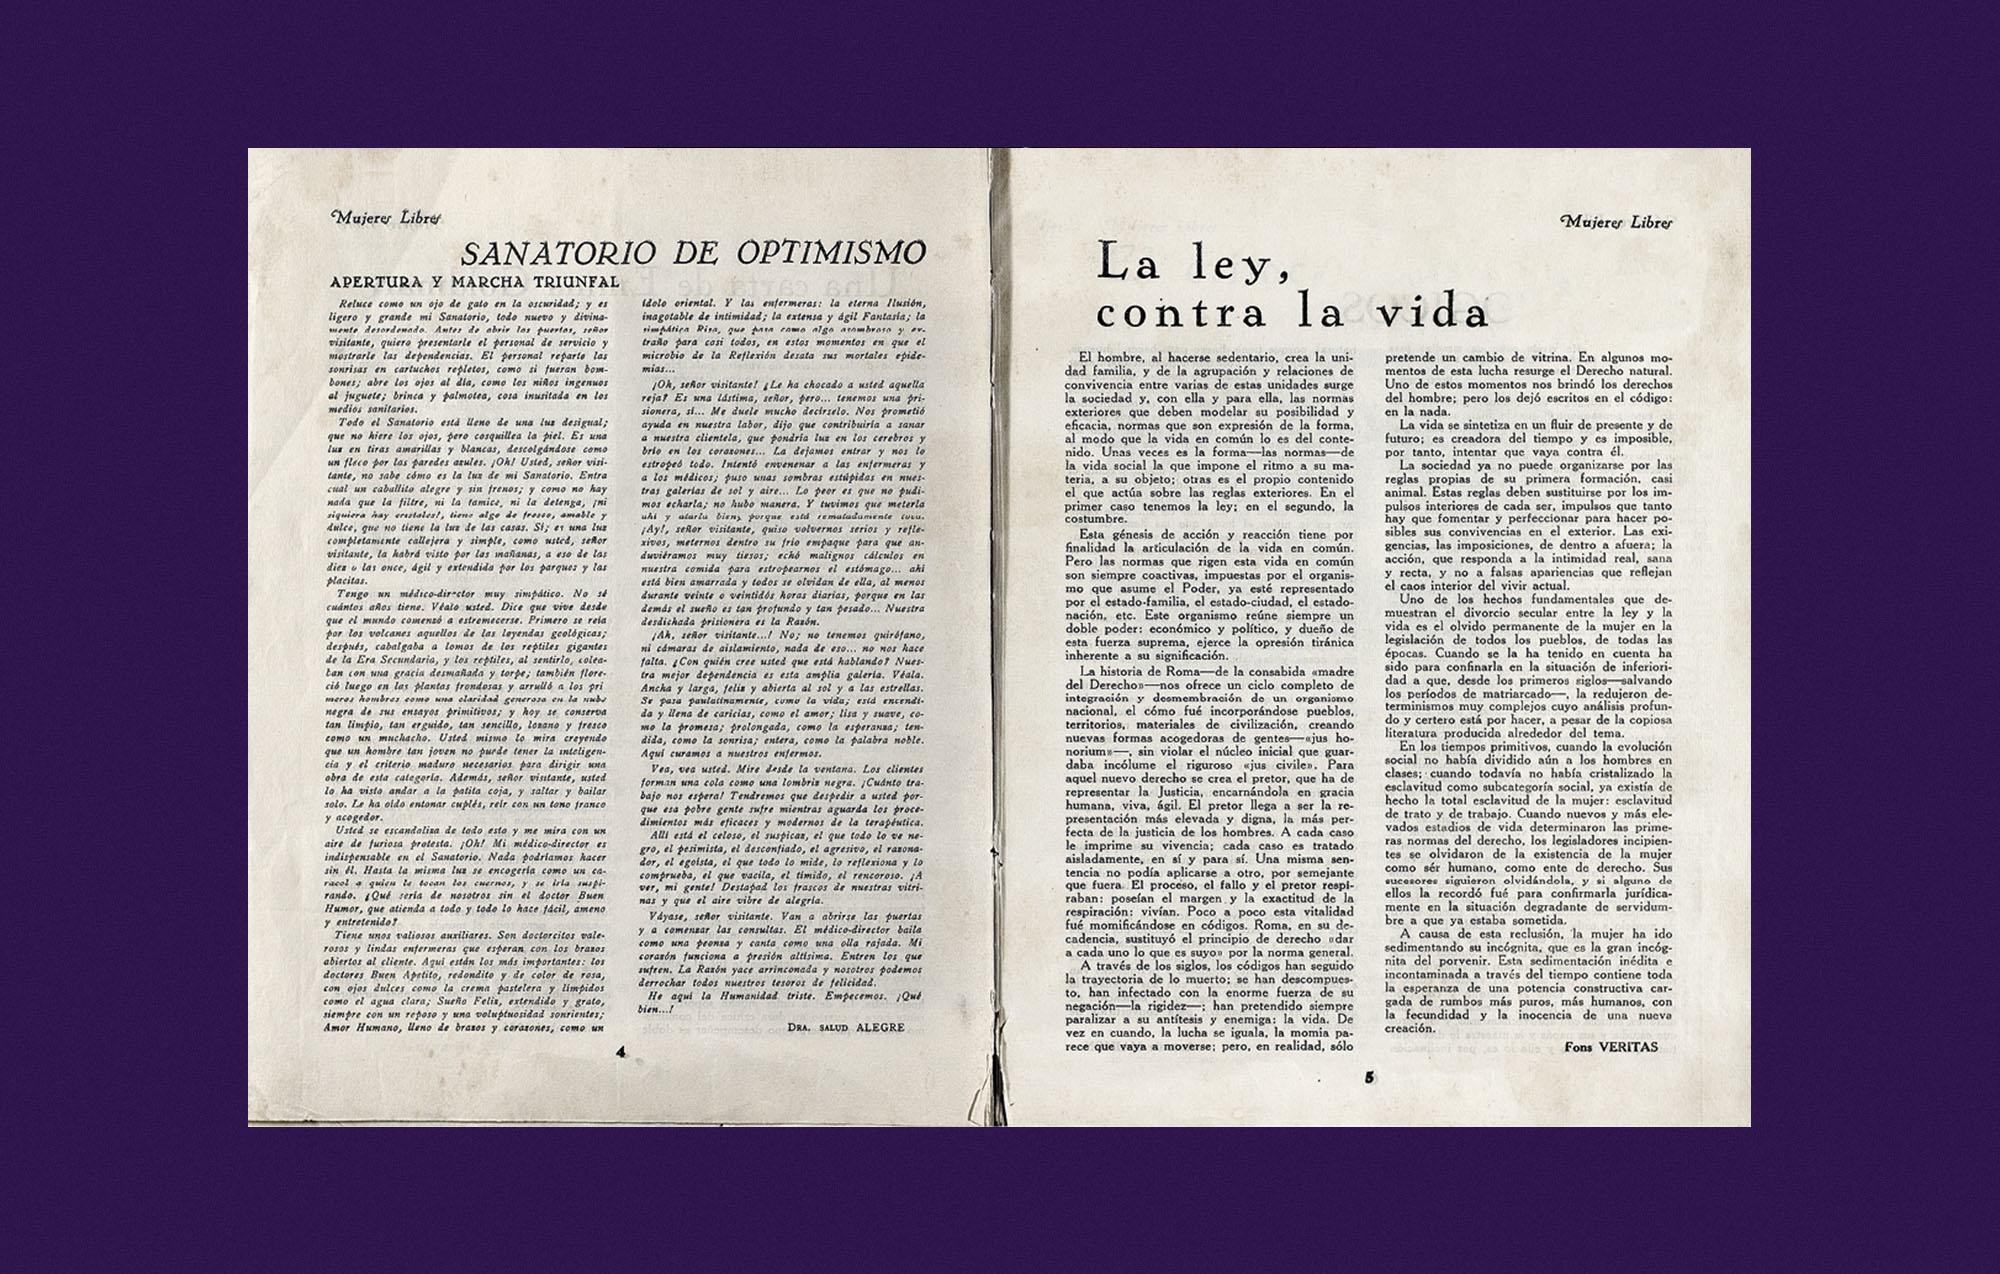 Mujeres Libres
SANATORIO DE OPTIMISMO
APERTURA Y MARCHA TRIUNFAL
Reluce como un ojo de gato en la oscuridad; y es
ligero y grande mi Sanatorio, todo nuevo y divina-
mente desordenado. Antes de abrir las puertas, señor
visitante, quiero presentarle el personal de servicio y
mostrarle las dependencias. El personal reparte las
sonrisas en cartuchos repletos, como si fueran bom-
bones; abre los ojos al día, como los niños ingenuos
al juguete; brinca y palmotea, cosa inusitada en los
medios sanitarios.
Todo el Sanatorio está lleno de una luz desigual;
que no hiere los ojos, pero cosquillea la piel. Es una
luz en tiras amarillas y blancas, descolgándose como
un fleco por las paredes azules. ¡Oh! Usted, señor visi-
tante, no sabe cómo es la luz de mi Sanatorio. Entra
cual un caballito alegre y sin frenos; y como no hay
nada que la filtre, ni la tamice, ni la detenga, ¡ni
siquiera hay cristales!, tiene algo de fresco, amable y
dulce, que no tiene la luz de las casas. Sí; es una luz
completamente callejera y simple, como usted, señor
visitante, la habrá visto por las mañanas, a eso de las
diez o las once, ágil y extendida por los parques y las
placitas.
Tengo un médico-director muy simpático. No sé
cuántos años tiene. Véalo usted. Dice que vive desde
que el mundo comenzó a estremecerse. Primero se reía
por los volcanes aquellos de las leyendas geológicas;
después, cabalgaba a lomos de los reptiles gigantes
de la Era Secundaria, y los reptiles, al sentirlo, colea-
ban con una gracia desmañada y torpe; también flore-
ció luego en las plantas frondosas y arrulló a los pri
meros hombres como una claridad generosa en la nube
negra de sus ensayos primitivos; y hoy se conserva
tan limpio, tan erguido, tan sencillo, lozano y fresco
como un muchacho. Usted mismo lo mira creyendo
que un hombre tan joven no puede tener la inteligen-
cia y el criterio maduro necesarios para dirigir una
obra de esta categoría. Además, señor visitante, usted
lo ha visto andar a la patita coja, y saltar y bailar
solo. Le ha oído entonar cuplés, reír con un tono franco
y acogedor.
Usted se escandaliza de todo esto y me mira con un
aire de furiosa protesta. ¡Oh! Mi médico-director es
indispensable en el Sanatorio. Nada podríamos hacer
sin él. Hasta la misma luz se encogería como un ca-
racol a quien le tocan los cuernos, y se iría suspi-
rando. ¿Qué sería de nosotros sin el doctor Buen
Humor, que atienda a todo y todo lo hace fácil, ameno
y entretenido?
Tiene unos valiosos auxiliares. Son doctorcitos vale-
rosos y lindas enfermeras que esperan con los brazos
abiertos al cliente. Aquí están los más importantes: los
doctores Buen Apetito, redondito y de color de rosa,
con ojos dulces como la crema pastelera y límpidos
como el agua clara; Sueño Feliz, extendido y grato,
siempre con un reposo y una voluptuosidad sonrientes;
Amor Humano, lleno de brazos y corazones, como un
ídolo oriental. Y las enfermeras: la eterna Ilusión,
inagotable de intimidad; la extensa y ágil Fantasía; la
simpática Risa, que pasa como algo asombroso y ex-
traño para casi todos, en estos momentos en que el
microbio de la Reflexión desata sus mortales epide-
mias...
¡Oh, señor visitante! ¿Le ha chocado a usted aquella
reja? Es una lástima, señor, pero... tenemos una pri-
sionera, sí... Me duele mucho decírselo. Nos prometió
ayuda en nuestra labor, dijo que contribuiría a sanar
a nuestra clientela, que pondría luz en los cerebros y
brío en los corazones... La dejamos entrar y nos lo
estropeó todo. Intentó envenenar a las enfermeras y
a los médicos; puso unas sombras estúpidas en nues-
tras galerías de sol y aire... Lo peor es que no pudi-
mos echarla; no hubo manera. Y tuvimos que meterla
ahí y atarla bien, porque está rematadamente loca.
¡Ay!, señor visitante, quiso volvernos serios y refle-
xivos, meternos dentro su frío empaque para que an-
duviéramos muy tiesos; echó malignos cálculos en
nuestra comida para estropearnos el estómago... ahí
está bien amarrada y todos se olvidan de ella, al menos
durante veinte o veintidós horas diarias, porque en las
demás el sueño es tan profundo y tan pesado... Nuestra
desdichada prisionera es la Razón.
¡Ah, señor visitante...! No; no tenemos quirófano,
ni cámaras de aislamiento, nada de eso... no nos hace
falta. ¿Con quién cree usted que está hablando? Nues-
tra mejor dependencia es esta amplia galería. Véala.
Ancha y larga, feliz y abierta al sol y a las estrellas.
Se pasa paulatinamente, como la vida; está encendi-
da y llena de caricias, como el amor; lisa y suave, co-
mo la promesa; prolongada, como la esperanza; ten-
dida, como la sonrisa; entera, como la palabra noble.
Aquí curamos a nuestros enfermos.
Vea, vea usted. Mire desde la ventana. Los clientes
forman una cola como una lombriz negra. ¡Cuánto tra-
bajo nos espera! Tendremos que despedir a usted por-
que esa pobre gente sufre mientras aguarda los proce-
dimientos más eficaces y modernos de la terapéutica.
Allí está el celoso, el suspicaz, el que todo lo ve ne-
gro, el pesimista, el desconfiado, el agresivo, el razona-
dor, el egoísta, el que todo lo mide, lo reflexiona y lo
comprueba, el que vacila, el tímido, el rencoroso. ¡A
ver, mi gente! Destapad los frascos de nuestras vitri-
nas y que el aire vibre de alegría.
Váyase, señor visitante. Van a abrirse las puertas
y a comenzar las consultas. El médico-director baila
como una peonza y canta como una olla rajada. Mi
corazón funciona a presión altísima. Entren los que
sufren. La Razón yace arrinconada y nosotros podemos
derrochar todos nuestros tesoros de felicidad.
He aquí la Humanidad triste. Empecemos. ¡Qué
bien...!
DRA. SALUD ALEGRE
4
Mujeres Libres
La ley,
contra la vida
El hombre, al hacerse sedentario, crea la uni-
dad familia, y de la agrupación y relaciones de
convivencia entre varias de estas unidades surge
la sociedad y, con ella y para ella, las normas
exteriores que deben modelar su posibilidad y
eficacia, normas que son expresión de la forma,
al modo que la vida en común lo es del conte-
nido. Unas veces es la forma—las normas—de
la vida social la que impone el ritmo a su ma-
teria, a su objeto; otras es el propio contenido
el que actúa sobre las reglas exteriores. En el
primer caso tenemos la ley; en el segundo, la
costumbre.
Esta génesis de acción y reacción tiene por
finalidad la articulación de la vida en común.
Pero las normas que rigen esta vida en común
son siempre coactivas, impuestas por el organis-
mo que asume el Poder, ya esté representado
por el estado-familia, el estado-ciudad, el estado-
nación, etc. Este organismo reúne siempre un
doble poder: económico y político, y dueño de
esta fuerza suprema, ejerce la opresión tiránica
inherente a su significación.
La historia de Roma—de la consabida «madre
del Derecho»—nos ofrece un ciclo completo de
integración y desmembración de un organismo
nacional, el cómo fué incorporándose pueblos,
territorios, materiales de civilización, creando
nuevas formas acogedoras de gentes—«jus ho-
norium»—, sin violar el núcleo inicial que guar-
daba incólume el riguroso «jus civile». Para
aquel nuevo derecho se crea el pretor, que ha de
representar la Justicia, encarnándola en gracia
humana, viva, ágil. El pretor llega a ser la re-
presentación más elevada y digna, la más per-
fecta de la justicia de los hombres. A cada caso
le imprime su vivencia; cada caso es tratado
aisladamente, en sí y para sí. Una misma sen-
tencia no podía aplicarse a otro, por semejante
que fuera. El proceso, el fallo y el pretor respi-
raban: poseían el margen y la exactitud de la
respiración: vivían. Poco a poco esta vitalidad
fué momificándose en códigos. Roma, en su de-
cadencia, sustituyó el principio de derecho «dar
a cada uno lo que es suyo» por la norma general.
A través de los siglos, los códigos han seguido
la trayectoria de lo muerto; se han descompues-
to, han infectado con la enorme fuerza de su
negación—la rigidez—; han pretendido siempre
paralizar a su antítesis y enemiga: la vida. De
vez en cuando, la lucha se iguala, la momia pa-
rece que vaya a moverse; pero, en realidad, sólo
pretende un cambio de vitrina. En algunos mo-
mentos de esta lucha resurge el Derecho natural.
Uno de estos momentos nos brindó los derechos
del hombre; pero los dejó escritos en el código:
en la nada.
La vida se sintetiza en un fluir de presente y de
futuro; es creadora del tiempo y es imposible,
por tanto, intentar que vaya contra él.
La sociedad ya no puede organizarse por las
reglas propias de su primera formación, casi
animal. Estas reglas deben sustituirse por los im-
pulsos interiores de cada ser, impulsos que tanto
hay que fomentar y perfeccionar para hacer po-
sibles sus convivencias en el exterior. Las exi-
gencias, las imposiciones, de dentro a afuera; la
acción, que responda a la intimidad real, sana
y recta, y no a falsas apariencias que reflejan
el caos interior del vivir actual.
Uno de los hechos fundamentales que de-
muestran el divorcio secular entre la ley y la
vida es el olvido permanente de la mujer en la
legislación de todos los pueblos, de todas las
épocas. Cuando se la ha tenido en cuenta ha
sido para confinarla en la situación de inferiori-
dad a que, desde los primeros siglos—salvando
los períodos de matriarcado—, la redujeron de-
terminismos muy complejos cuyo análisis profun-
do y certero está por hacer, a pesar de la copiosa
literatura producida alrededor del tema.
En los tiempos primitivos, cuando la evolución
social no había dividido aún a los hombres en
clases; cuando todavía no había cristalizado la
esclavitud como subcategoría social, ya existía de
hecho la total esclavitud de la mujer: esclavitud
de trato y de trabajo. Cuando nuevos y más ele-
vados estadios de vida determinaron las prime-
ras normas del derecho, los legisladores incipien-
tes se olvidaron de la existencia de la mujer
como sér humano, como ente de derecho. Sus
sucesores siguieron olvidándola, y si alguno de
ellos la recordó fué para confirmarla jurídica-
mente en la situación degradante de servidum-
bre a que ya estaba sometida.
A causa de esta reclusión, la mujer ha ido
sedimentando su incógnita, que es la gran incóg-
nita del porvenir. Esta sedimentación inédita e
incontaminada a través del tiempo contiene toda
la esperanza de una potencia constructiva car-
gada de rumbos más puros, más humanos, con
la fecundidad y la inocencia de una nueva
creación.
Fons VERITAS
5